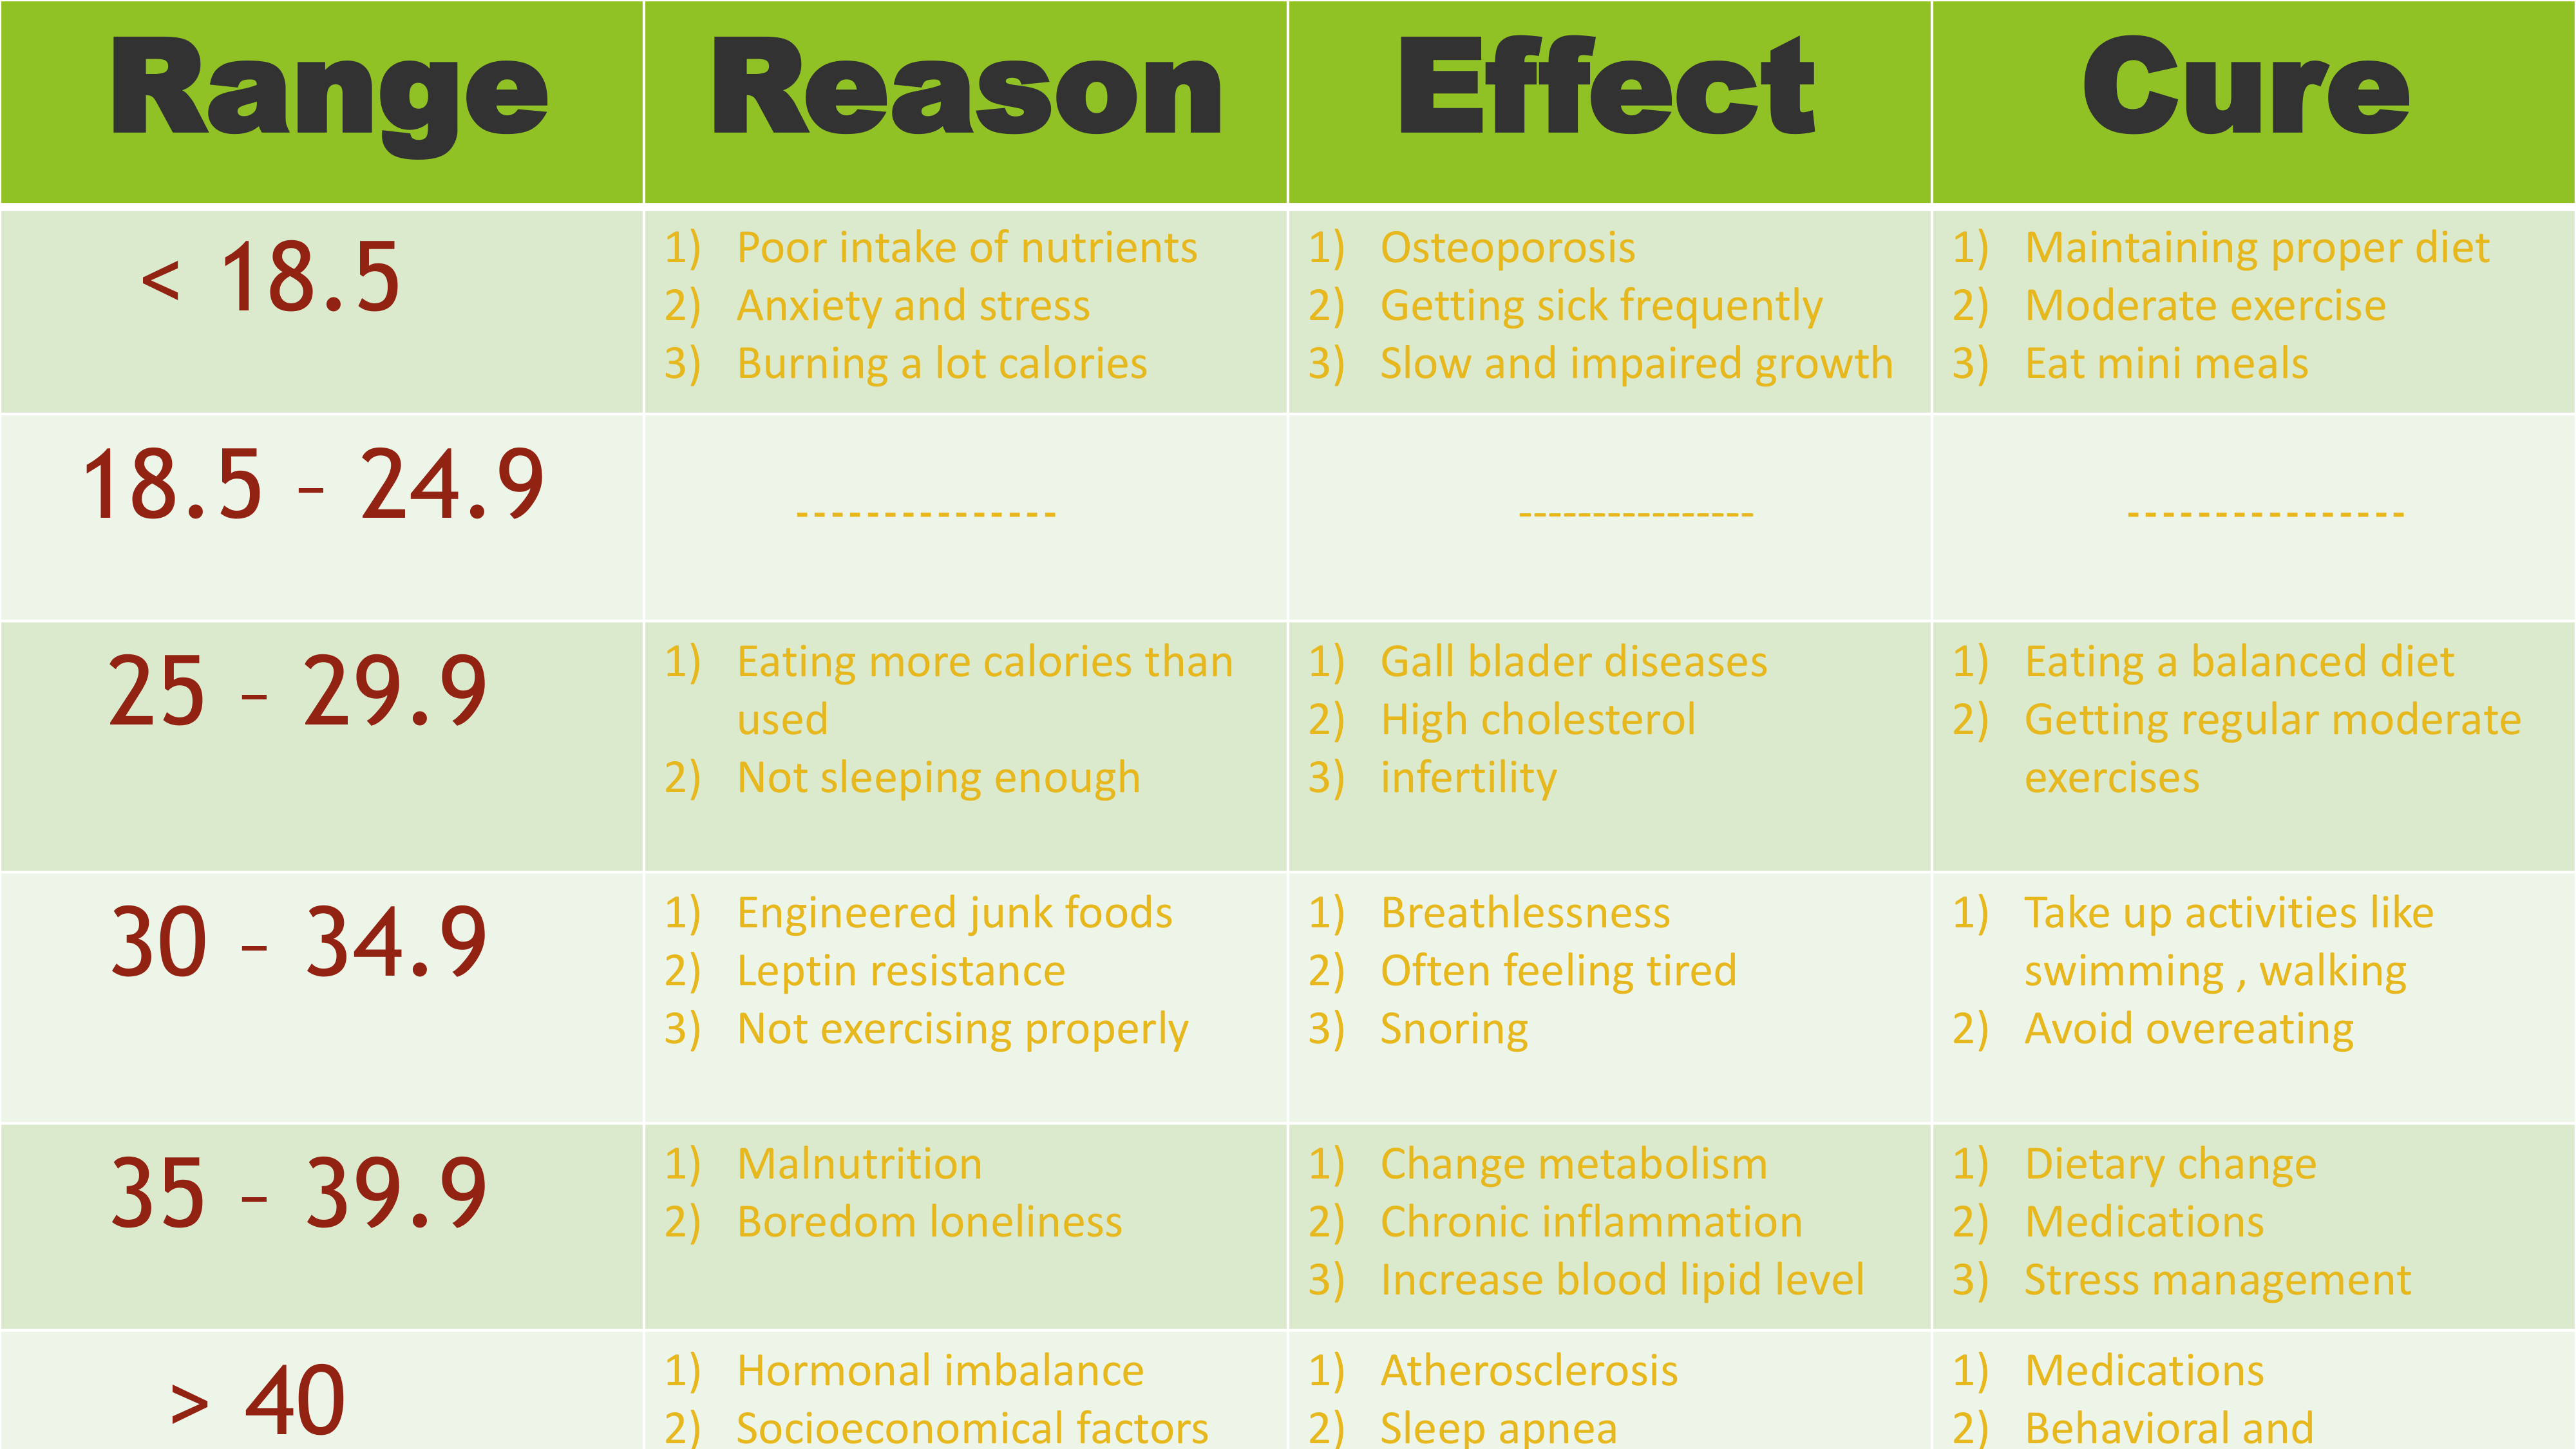 Range Reason Effect Cure
< 18.5
1) Poor intake of nutrients
2) Anxiety and stress
3) Burning a lot calories
1) Osteoporosis
2) Getting sick frequently
3) Slow and impaired growth
1) Maintaining proper diet
2) Moderate exercise
3) Eat mini meals
18.5 - 24.9
---------------
----------------
----------------
25 - 29.9
1) Eating more calories than
used
2) Not sleeping enough
1) Gall blader diseases
2) High cholesterol
3) infertility
1) Eating a balanced diet
2) Getting regular moderate
exercises
30 - 34.9
1) Engineered junk foods
2) Leptin resistance
3) Not exercising properly
1) Breathlessness
2) Often feeling tired
3) Snoring
1) Take up activities like
swimming , walking
2) Avoid overeating
35 - 39.9
1) Malnutrition
2) Boredom loneliness
1) Change metabolism
2) Chronic inflammation
3) Increase blood lipid level
1) Dietary change
2) Medications
3) Stress management
> 40
1) Hormonal imbalance
2) Socioeconomical factors
1) Atherosclerosis
2) Sleep apnea
1) Medications
2) Behavioral and